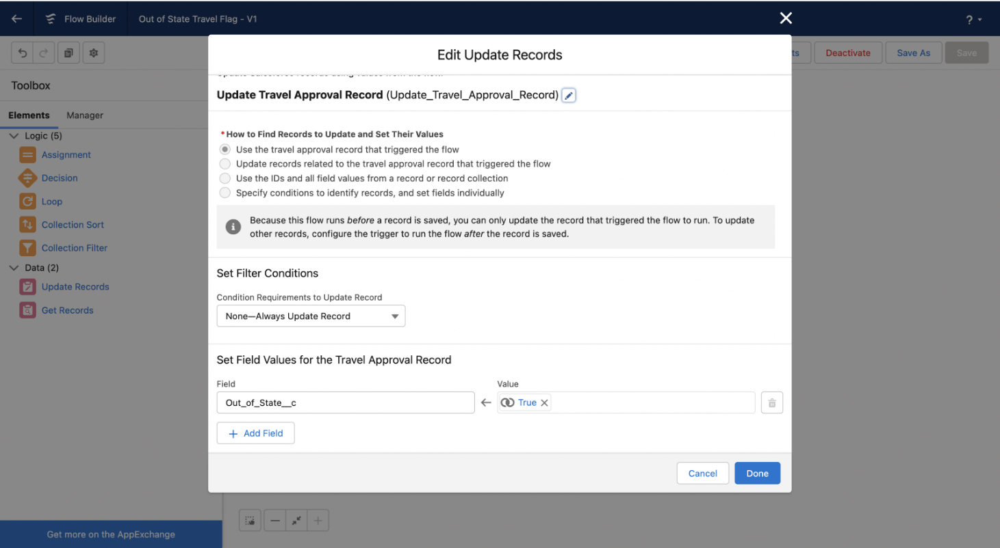 Flow Builder
Out of State Travel Flag - V1
?
ts
Deactivate
Save As
Save
Toolbox
Elements
Manager
Logic (5)
Assignment
Decision
Loop
Collection Sort
Collection Filter
Data (2)
Update Records
Get Records
Get more on the AppExchange
Edit Update Records
Update Travel Approval Record (Update_Travel_Approval_Record)
*How to Find Records to Update and Set Their Values
Use the travel approval record that triggered the flow
Update records related to the travel approval record that triggered the flow
Use the IDs and all field values from a record or record collection
Specify conditions to identify records, and set fields individually
Because this flow runs before a record is saved, you can only update the record that triggered the flow to run. To update
other records, configure the trigger to run the flow after the record is saved.
Set Filter Conditions
Condition Requirements to Update Record
None—Always Update Record
Set Field Values for the Travel Approval Record
Field
Value
Out_of_State__c
True
Add Field
Cancel
Done